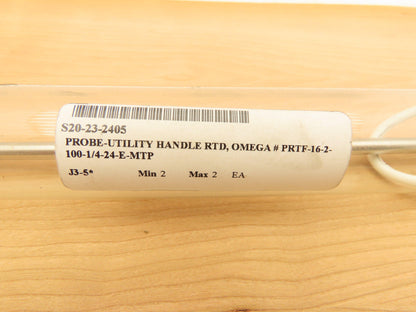 S20-23-2405
PROBE-UTILITY HANDLE RTD, OMEGA # PRTF-16-2-
100-1/4-24-E-MTP
J3-5* Min 2 Max 2 EA